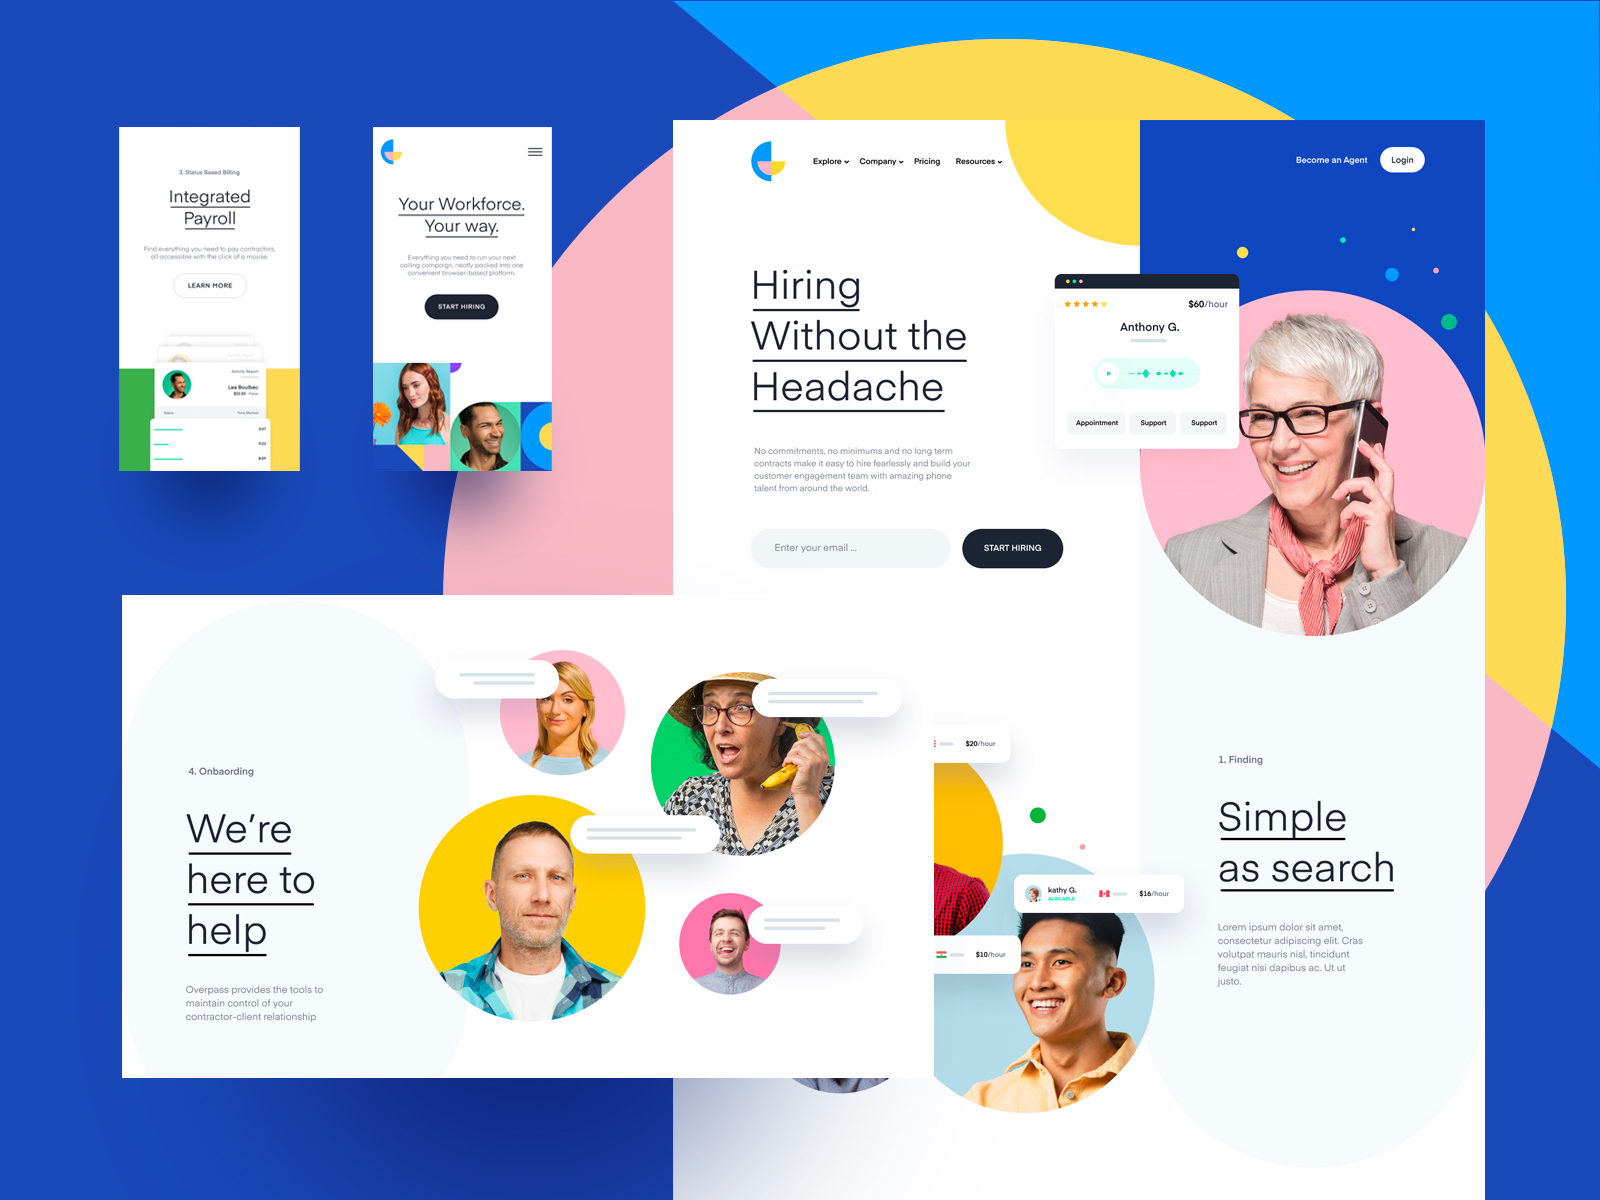 3. Status Based Billing
Integrated
Payroll
Find everything you need to pay contractors,
all accessible with the click of a mouse.
LEARN MORE
Activity Report
Lea Boulbec
Status
Time Worked
Your Workforce.
Your way.
Everything you need to run your next
calling campaign, neatly packed into one
convenient browser-based platform.
START HIRING
Explore
Company
Pricing
Resources
Become an Agent
Login
Hiring
Without the
Headache
No commitments, no minimums and no long term
contracts make it easy to hire fearlessly and build your
customer engagement team with amazing phone
talent from around the world.
Enter your email ...
START HIRING
$60/hour
Anthony G.
Appointment
Support
Support
4. Onbaording
We're
here to
help
Overpass provides the tools to
maintain control of your
contractor-client relationship
$20/hour
kathy G.
AVAILABLE
$16/hour
$10/hour
1. Finding
Simple
as search
Lorem ipsum dolor sit amet,
consectetur adipiscing elit. Cras
volutpat mauris nisl, tincidunt
feugiat nisi dapibus ac. Ut ut
justo.